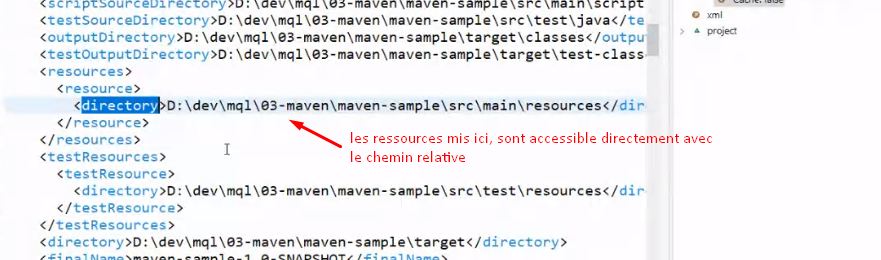 <scriptSourceDirectory>D:\dev\mql\03-maven\maven-sample\src\main\script
<testSourceDirectory>D:\dev\mql\03-maven\maven-sample\src\test\java</te
<outputDirectory>D:\dev\mql\03-maven\maven-sample\target\classes</outpu
<testOutputDirectory>D:\dev\mql\03-maven\maven-sample\target\test-class
<resources>
<resource>
<directory>D:\dev\mql\03-maven\maven-sample\src\main\resources</dir
</resource>
</resources>
<testResources>
<testResource>
<directory>D:\dev\mql\03-maven\maven-sample\src\test\resources</dir
</testResource>
</testResources>
<directory>D:\dev\mql\03-maven\maven-sample\target</directory>
<finalName>maven-sample-1.0-SNAPSHOT</finalName>
les ressources mis ici, sont accessible directement avec
le chemin relative
Cache: false
xml
project